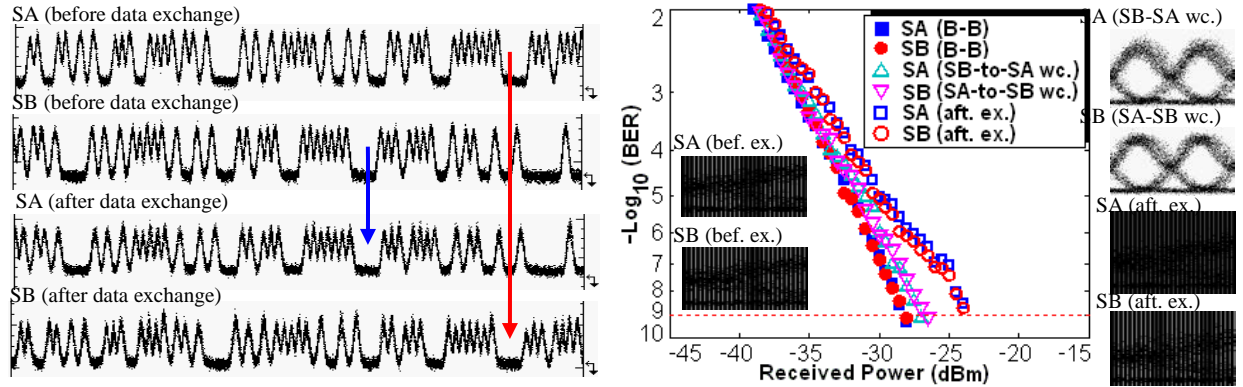 SA (before data exchange)
SB (before data exchange)
SA (after data exchange)
SB (after data exchange)
2
3
4
5
6
7
8
9
10
-Log10 (BER)
-45
-40
-35
-30
-25
-20
-15
Received Power (dBm)
SA (B-B)
SB (B-B)
SA (SB-to-SA wc.)
SB (SA-to-SB wc.)
SA (aft. ex.)
SB (aft. ex.)
SA (bef. ex.)
SB (bef. ex.)
SA (SB-SA wc.)
SB (SA-SB wc.)
SA (aft. ex.)
SB (aft. ex.)